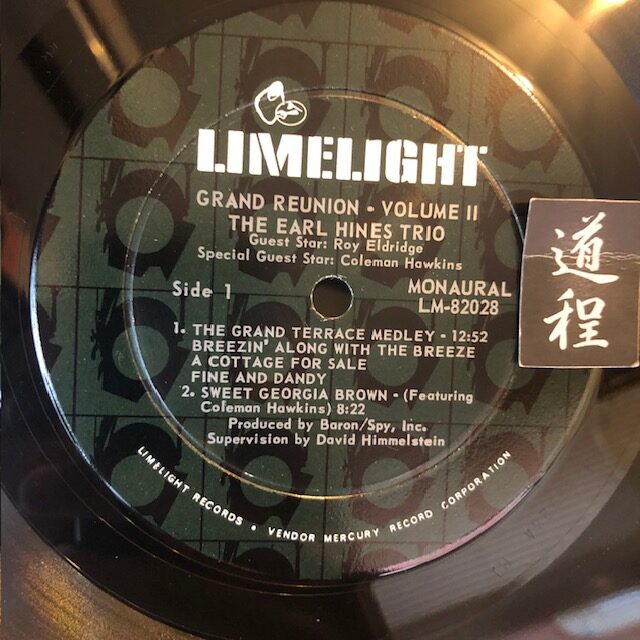 LIMELIGHT
GRAND REUNION - VOLUME II
THE EARL HINES TRIO
Guest Star: Roy Eldridge
Special Guest Star: Coleman Hawkins
Side 1
MONAURAL
LM-82028
1. THE GRAND TERRACE MEDLEY - 12:52
BREEZIN' ALONG WITH THE BREEZE
A COTTAGE FOR SALE
FINE AND DANDY
2. SWEET GEORGIA BROWN - (Featuring
Coleman Hawkins) 8:22
Produced by Baron/Spy, Inc.
Supervision by David Himmelstein
LIMELIGHT RECORDS • VENDOR MERCURY RECORD CORPORATION
道程